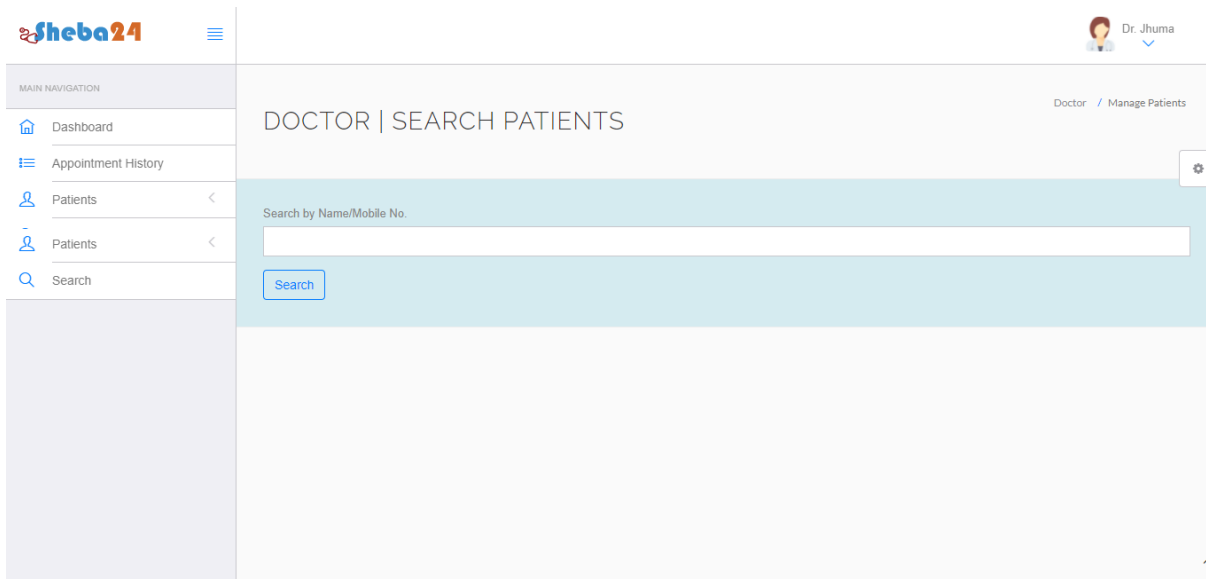 Sheba24
Dr. Jhuma
MAIN NAVIGATION
Dashboard
Appointment History
Patients
Patients
Search
DOCTOR | SEARCH PATIENTS
Doctor / Manage Patients
Search by Name/Mobile No.
Search